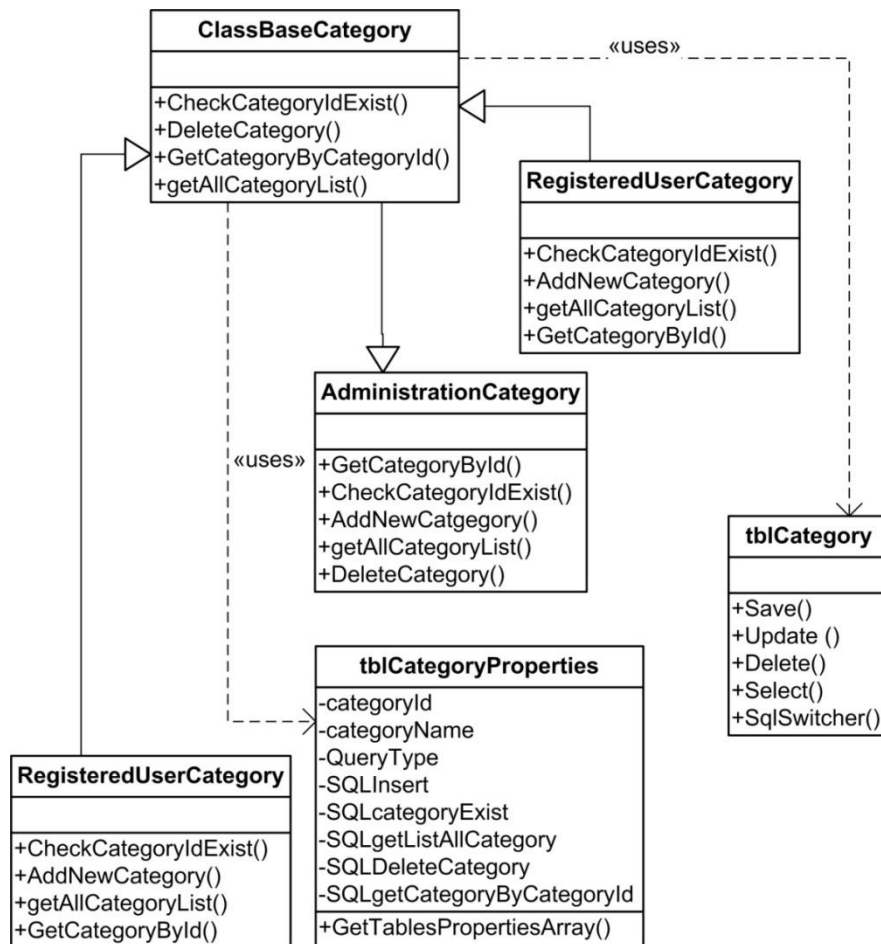 ClassBaseCategory
+CheckCategoryIdExist()
+DeleteCategory()
+GetCategoryByCategoryId()
+getAllCategoryList()
«uses»
RegisteredUserCategory
+CheckCategoryIdExist()
+AddNewCategory()
+getAllCategoryList()
+GetCategoryById()
AdministrationCategory
+GetCategoryById()
+CheckCategoryIdExist()
+AddNewCatgegory()
+getAllCategoryList()
+DeleteCategory()
«uses»
tblCategory
+Save()
+Update ()
+Delete()
+Select()
+SqlSwitcher()
tblCategoryProperties
-categoryId
-categoryName
-QueryType
-SQLInsert
-SQLcategoryExist
-SQLgetListAllCategory
-SQLDeleteCategory
-SQLgetCategoryByCategoryId
+GetTablesPropertiesArray()
RegisteredUserCategory
+CheckCategoryIdExist()
+AddNewCategory()
+getAllCategoryList()
+GetCategoryById()